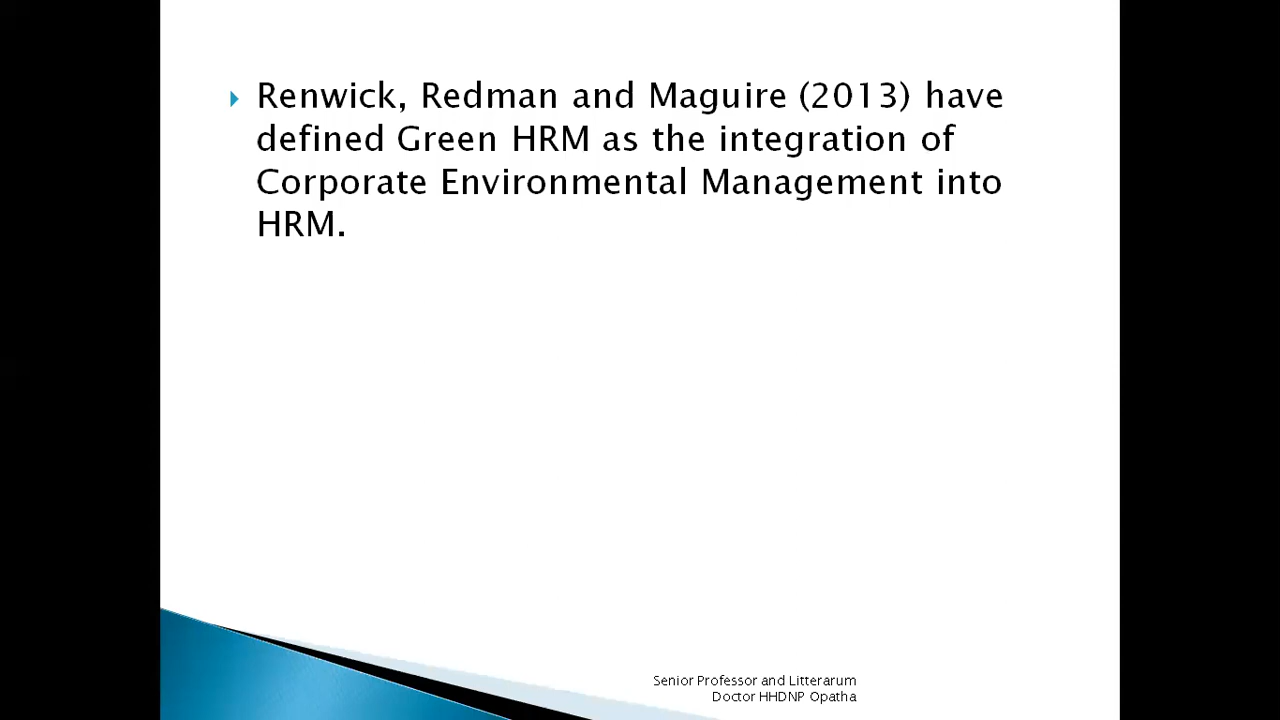 Renwick, Redman and Maguire (2013) have
defined Green HRM as the integration of
Corporate Environmental Management into
HRM.
Senior Professor and Litterarum
Doctor HHDNP Opatha